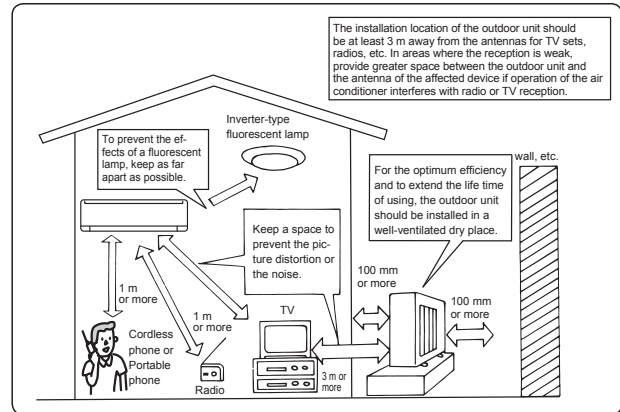 The installation location of the outdoor unit should
be at least 3 m away from the antennas for TV sets,
radios, etc. In areas where the reception is weak,
provide greater space between the outdoor unit and
the antenna of the affected device if operation of the air
conditioner interferes with radio or TV reception.
Inverter-type
fluorescent lamp
To prevent the ef-
fects of a fluorescent
lamp, keep as far
apart as possible.
wall, etc.
For the optimum efficiency
and to extend the life time
of using, the outdoor unit
should be installed in a
well-ventilated dry place.
Keep a space to
prevent the pic-
ture distortion or
the noise.
100 mm
or more
100 mm
or more
1 m
or more
1 m
or more
TV
Cordless
phone or
Portable
phone
Radio
3 m or
more